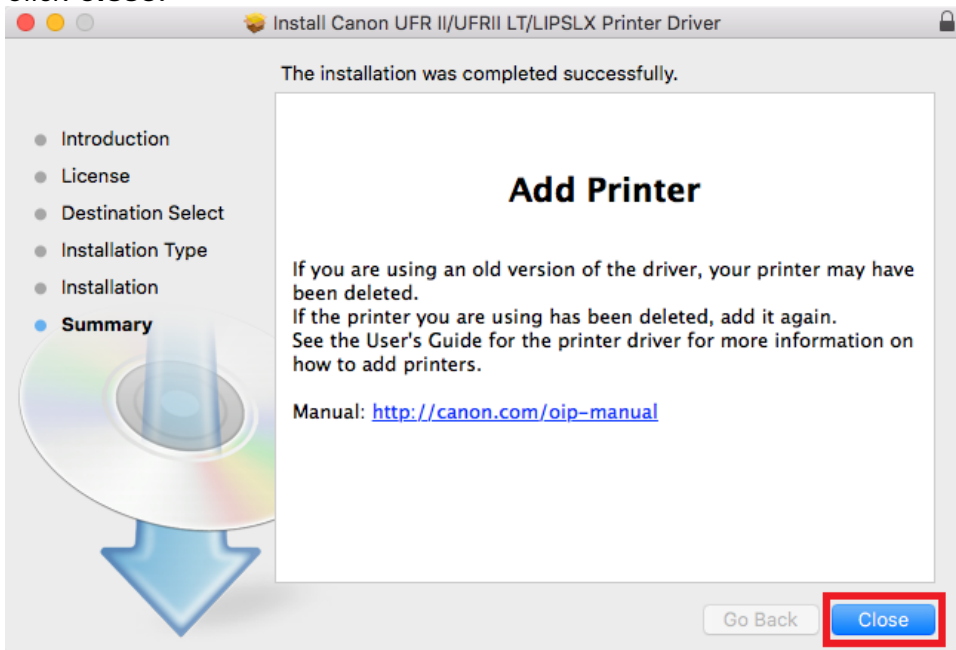 Click Close.
Install Canon UFR II/UFRII LT/LIPSLX Printer Driver
The installation was completed successfully.
Introduction
License
Destination Select
Installation Type
Installation
Summary
Add Printer
If you are using an old version of the driver, your printer may have
been deleted.
If the printer you are using has been deleted, add it again.
See the User's Guide for the printer driver for more information on
how to add printers.
Manual: http://canon.com/oip-manual
Go Back
Close